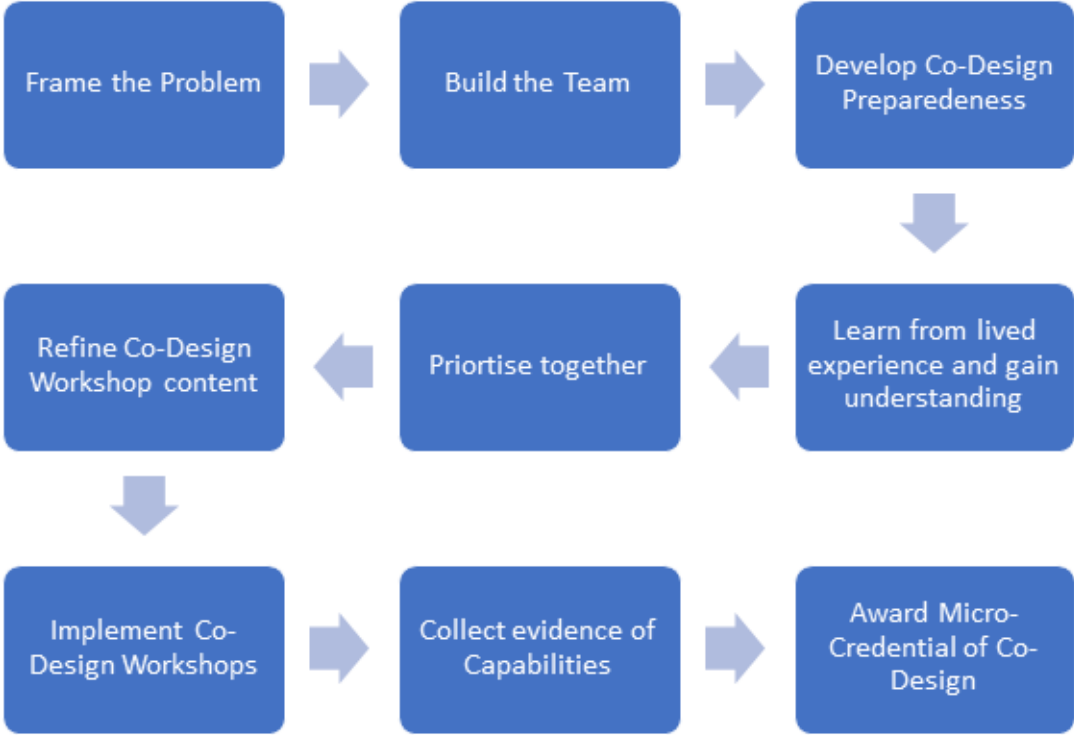 Frame the Problem
Build the Team
Develop Co-Design
Preparedeness
Learn from lived
experience and gain
understanding
Priortise together
Refine Co-Design
Workshop content
Implement Co-
Design Workshops
Collect evidence of
Capabilities
Award Micro-
Credential of Co-
Design